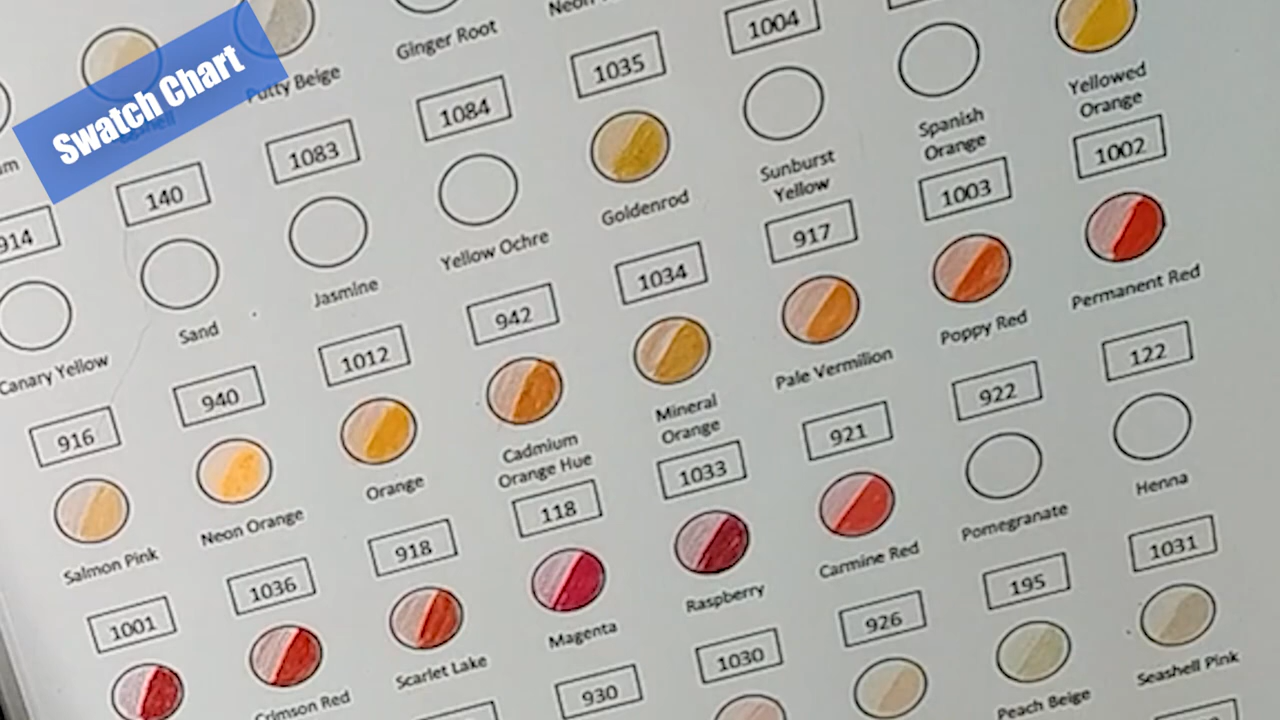 Swatch Chart
Putty Beige
Ginger Root
914
140
1083
1084
1035
1004
Canary Yellow
Sand
Jasmine
Yellow Ochre
Goldenrod
Sunburst
Yellow
Spanish
Orange
Yellowed
Orange
916
940
1012
942
1034
917
1003
1002
Salmon Pink
Neon Orange
Orange
Cadmium
Orange Hue
Mineral
Orange
Pale Vermilion
Poppy Red
Permanent Red
1001
1036
918
118
1033
921
922
122
Crimson Red
Scarlet Lake
Magenta
Raspberry
Carmine Red
Pomegranate
Henna
930
1030
926
195
1031
Peach Beige
Seashell Pink